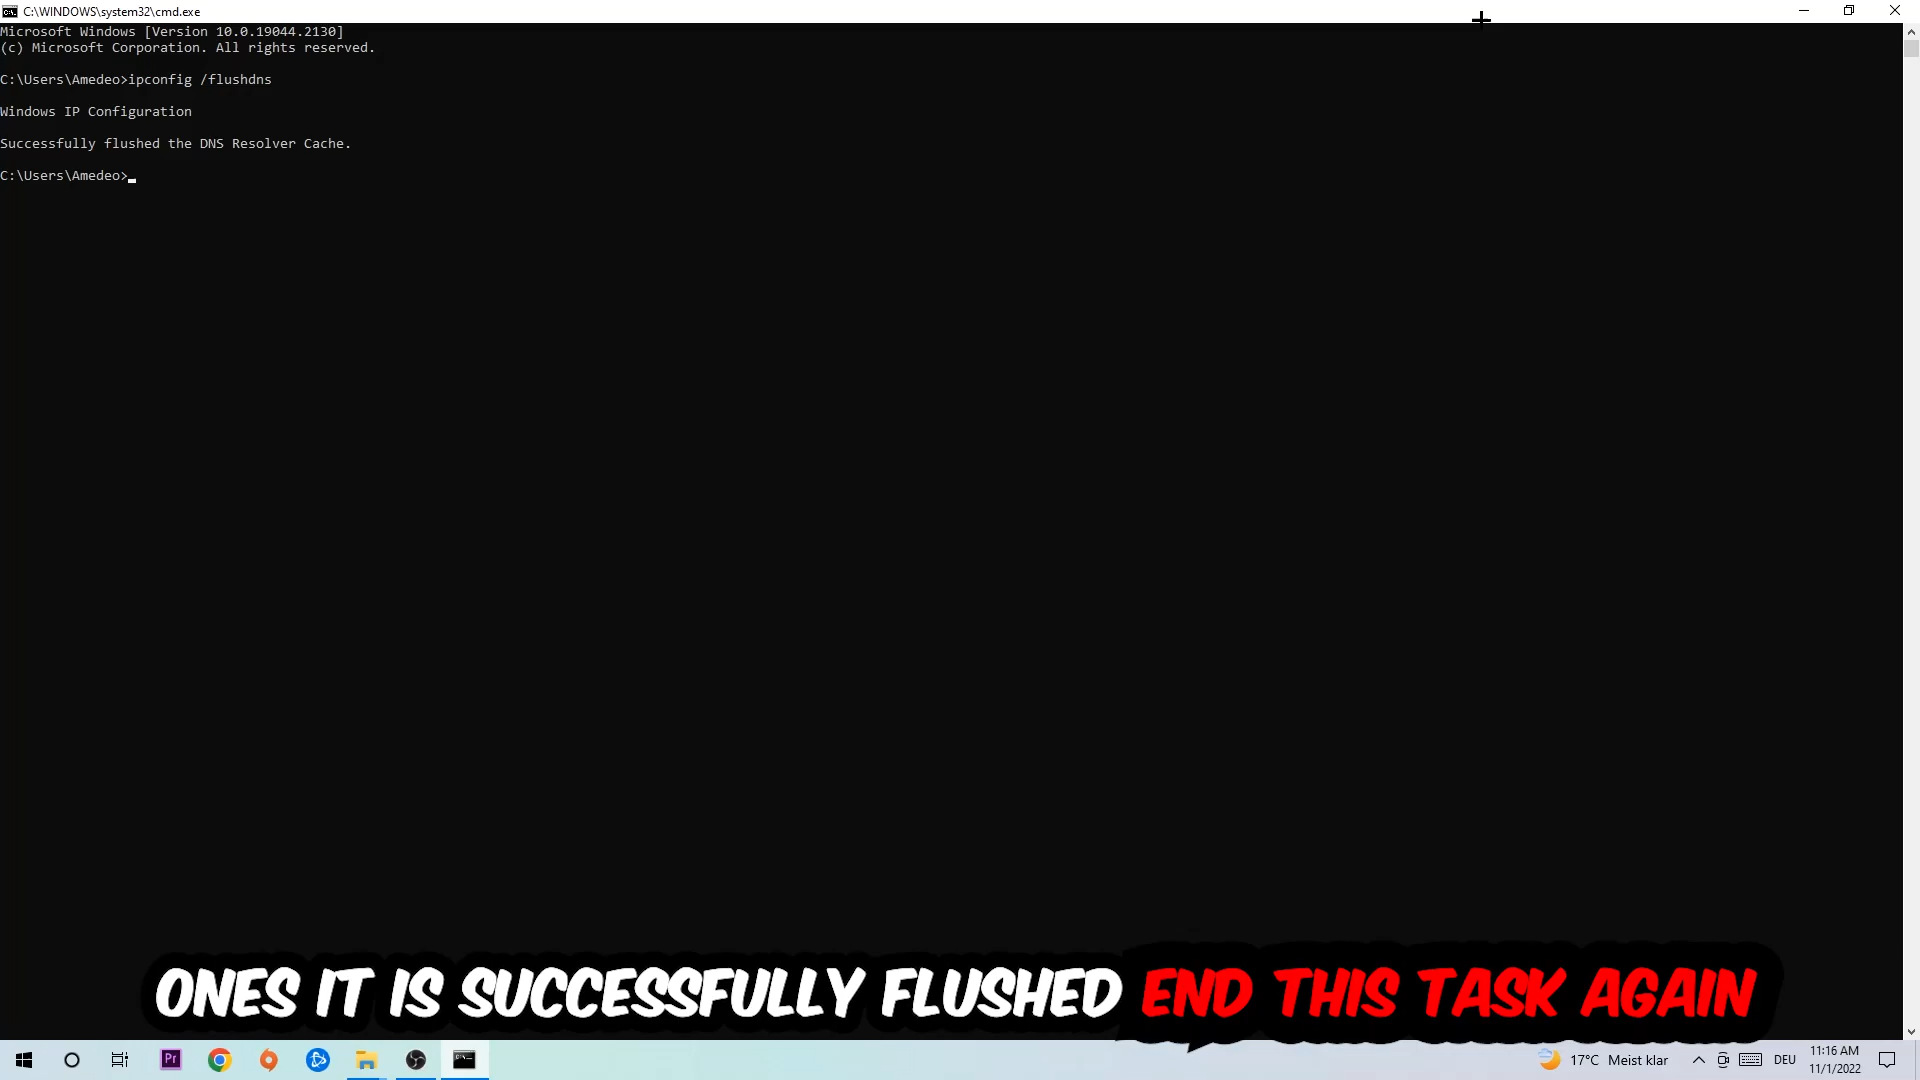 C:\WINDOWS\system32\cmd.exe
Microsoft Windows [Version 10.0.19044.2130]
(c) Microsoft Corporation. All rights reserved.
C:\Users\Amedeo>ipconfig /flushdns
Windows IP Configuration
Successfully flushed the DNS Resolver Cache.
C:\Users\Amedeo>
ONES IT IS SUCCESSFULLY FLUSHED END THIS TASK AGAIN
Pr
17°C Meist klar
DEU
11:16 AM
11/1/2022